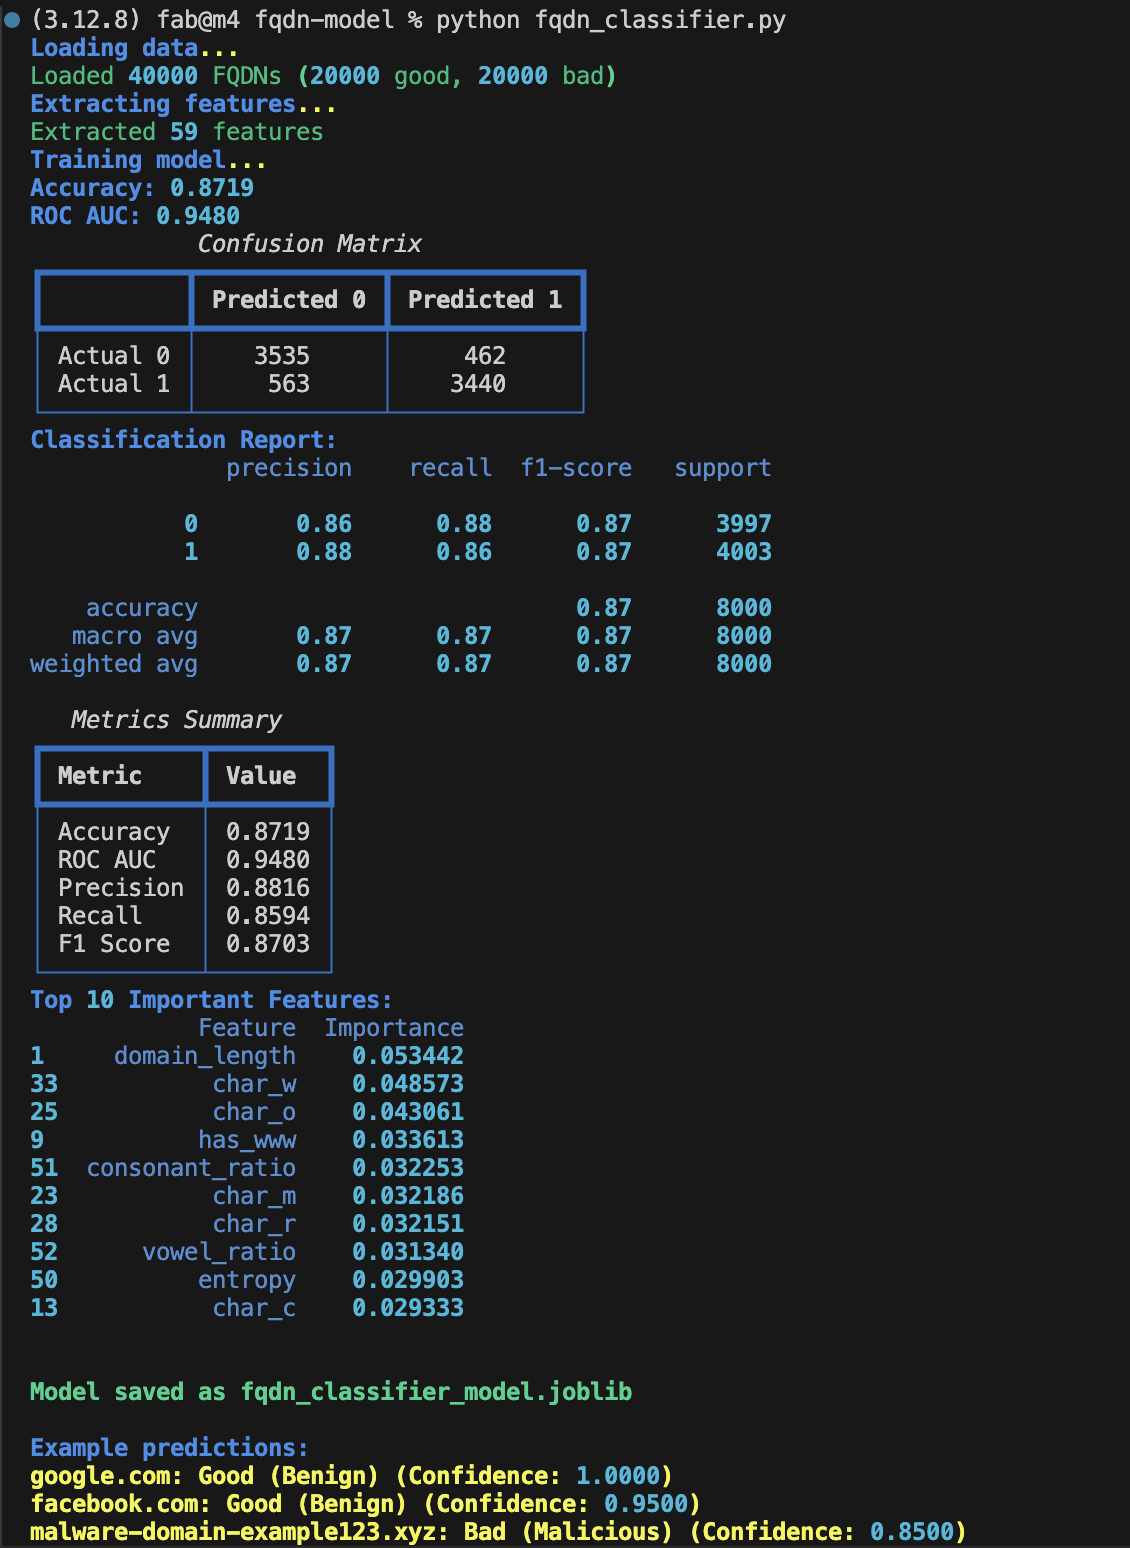 (3.12.8) fab@m4 fqdn-model % python fqdn_classifier.py
Loading data...
Loaded 40000 FQDNs (20000 good, 20000 bad)
Extracting features...
Extracted 59 features
Training model...
Accuracy: 0.8719
ROC AUC: 0.9480
Confusion Matrix
Predicted 0 Predicted 1
Actual 0 3535 462
Actual 1 563 3440
Classification Report:
precision recall f1-score support
0 0.86 0.88 0.87 3997
1 0.88 0.86 0.87 4003
accuracy 0.87 8000
macro avg 0.87 0.87 0.87 8000
weighted avg 0.87 0.87 0.87 8000
Metrics Summary
Metric Value
Accuracy 0.8719
ROC AUC 0.9480
Precision 0.8816
Recall 0.8594
F1 Score 0.8703
Top 10 Important Features:
Feature Importance
1 domain_length 0.053442
33 char_w 0.048573
25 char_o 0.043061
9 has_www 0.033613
51 consonant_ratio 0.032253
23 char_m 0.032186
28 char_r 0.032151
52 vowel_ratio 0.031340
50 entropy 0.029903
13 char_c 0.029333
Model saved as fqdn_classifier_model.joblib
Example predictions:
google.com: Good (Benign) (Confidence: 1.0000)
facebook.com: Good (Benign) (Confidence: 0.9500)
malware-domain-example123.xyz: Bad (Malicious) (Confidence: 0.8500)